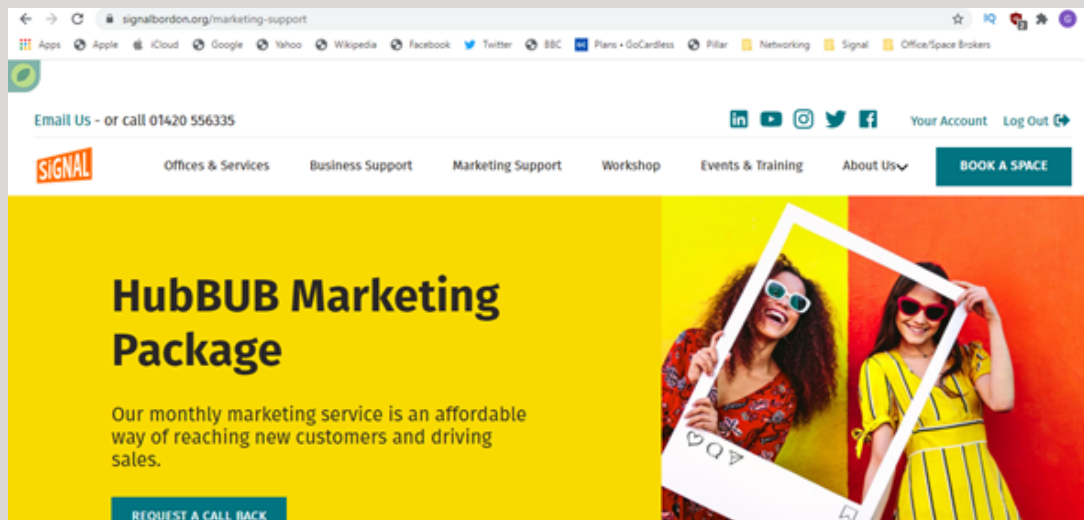 signalbordon.org/marketing-support
Apps Apple iCloud Google Yahoo Wikipedia Facebook Twitter BBC Plans • GoCardless Pillar Networking Signal Office/Space Brokers
Email Us - or call 01420 556335 Your Account Log Out
SiGNAL Offices & Services Business Support Marketing Support Workshop Events & Training About Us BOOK A SPACE
HubBUB Marketing
Package
Our monthly marketing service is an affordable
way of reaching new customers and driving
sales.
REQUEST A CALL BACK